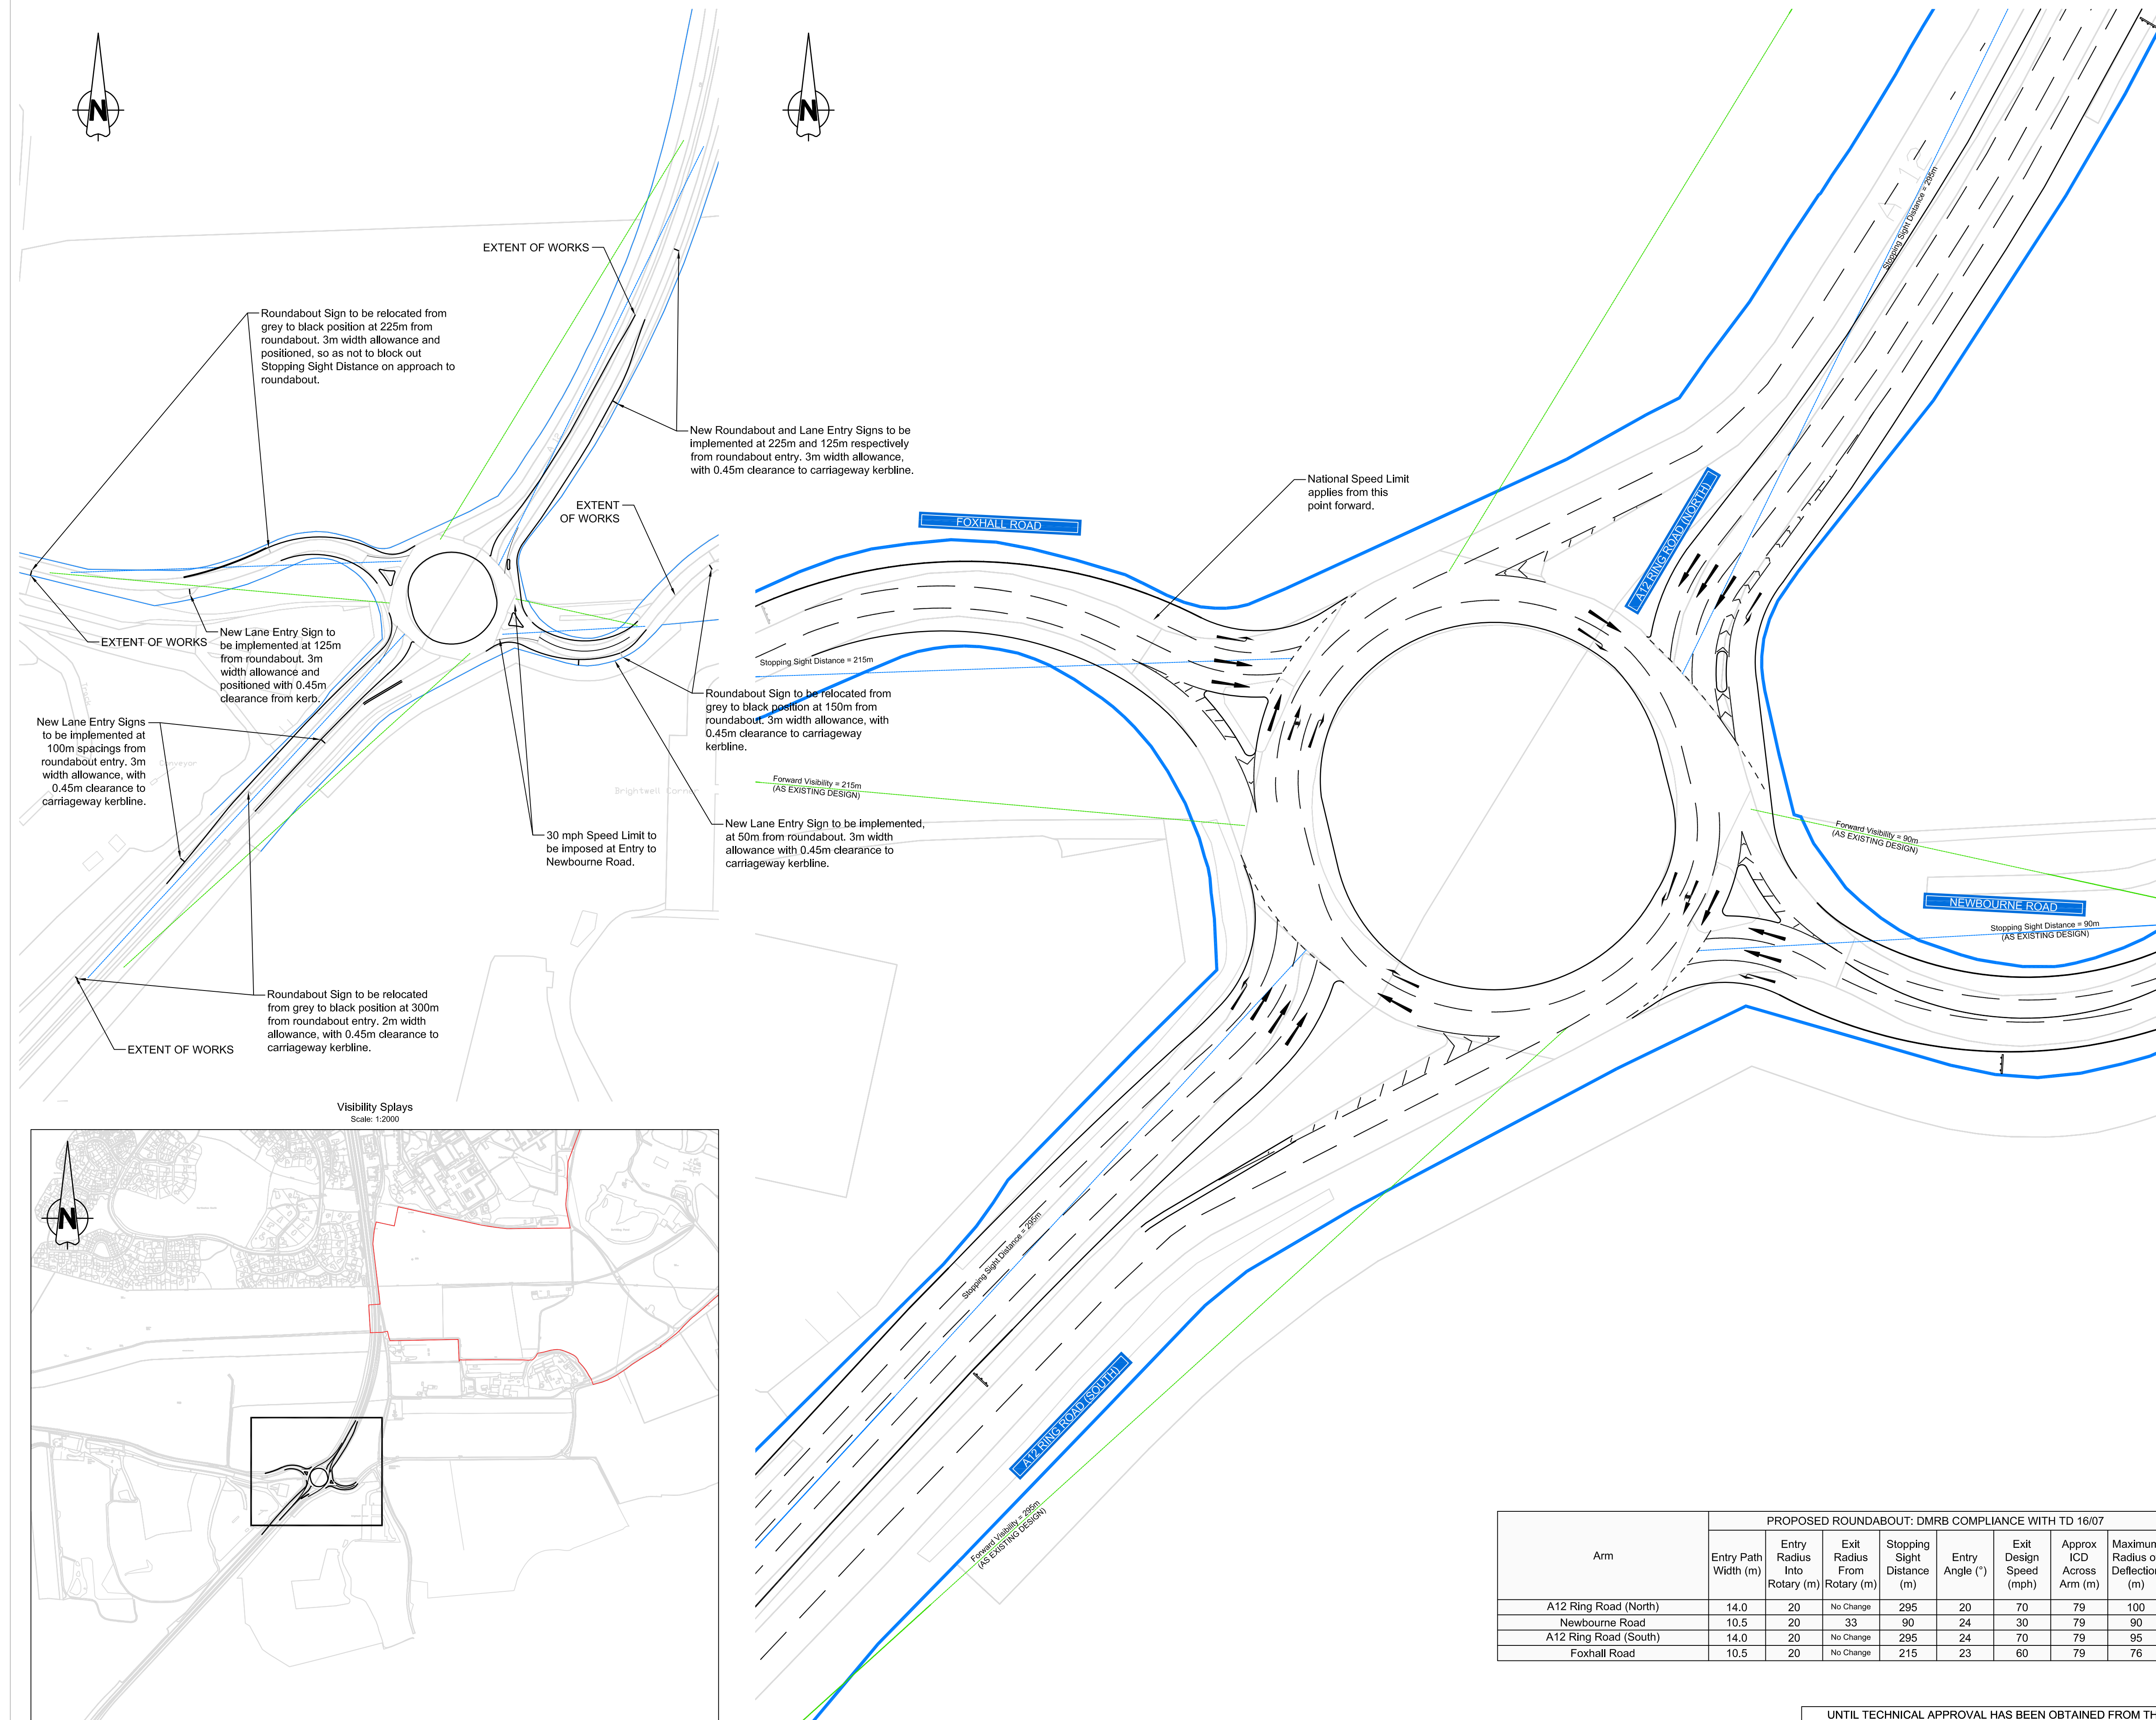 N
N
EXTENT OF WORKS
Roundabout Sign to be relocated from
grey to black position at 225m from
roundabout. 3m width allowance and
positioned, so as not to block out
Stopping Sight Distance on approach to
roundabout.
New Roundabout and Lane Entry Signs to be
implemented at 225m and 125m respectively
from roundabout entry. 3m width allowance,
with 0.45m clearance to carriageway kerbline.
EXTENT
OF WORKS
EXTENT OF WORKS
New Lane Entry Sign to
be implemented at 125m
from roundabout. 3m
width allowance and
positioned with 0.45m
clearance from kerb.
Track
New Lane Entry Signs
to be implemented at
100m spacings from
roundabout entry. 3m
width allowance, with
0.45m clearance to
carriageway kerbline.
Conveyor
Roundabout Sign to be relocated from
grey to black position at 150m from
roundabout. 3m width allowance, with
0.45m clearance to carriageway
kerbline.
Brightwell Corner
30 mph Speed Limit to
be imposed at Entry to
Newbourne Road.
New Lane Entry Sign to be implemented,
at 50m from roundabout. 3m width
allowance with 0.45m clearance to
carriageway kerbline.
Roundabout Sign to be relocated
from grey to black position at 300m
from roundabout entry. 2m width
allowance, with 0.45m clearance to
carriageway kerbline.
EXTENT OF WORKS
Visibility Splays
Scale: 1:2000
N
A 12
Stopping Sight Distance = 295m
National Speed Limit
applies from this
point forward.
FOXHALL ROAD
A12 RING ROAD (NORTH)
Stopping Sight Distance = 215m
Forward Visibility = 215m
(AS EXISTING DESIGN)
Forward Visibility = 90m
(AS EXISTING DESIGN)
NEWBOURNE ROAD
Stopping Sight Distance = 90m
(AS EXISTING DESIGN)
Stopping Sight Distance = 295m
A12 RING ROAD (SOUTH)
Forward Visibility = 295m
(AS EXISTING DESIGN)
PROPOSED ROUNDABOUT: DMRB COMPLIANCE WITH TD 16/07
Arm Entry Path Width (m) Entry Radius Into Rotary (m) Exit Radius From Rotary (m) Stopping Sight Distance (m) Entry Angle (°) Exit Design Speed (mph) Approx ICD Across Arm (m) Maximum Radius of Deflection (m)
A12 Ring Road (North) 14.0 20 No Change 295 20 70 79 100
Newbourne Road 10.5 20 33 90 24 30 79 90
A12 Ring Road (South) 14.0 20 No Change 295 24 70 79 95
Foxhall Road 10.5 20 No Change 215 23 60 79 76
UNTIL TECHNICAL APPROVAL HAS BEEN OBTAINED FROM TH